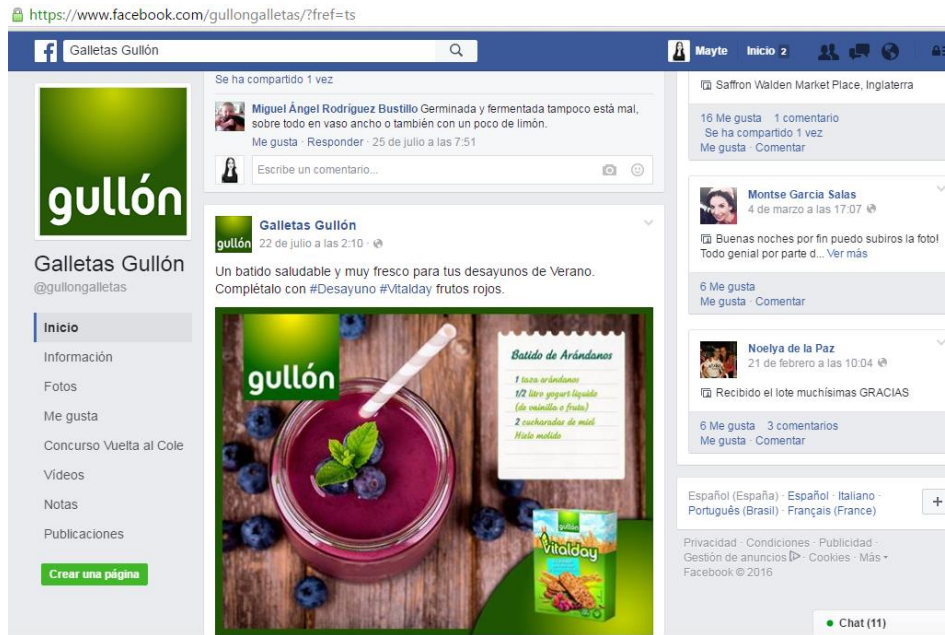 https://www.facebook.com/gullongalletas/?fref=ts
Galletas Gullón
Mayte
Inicio 2
gullón
Galletas Gullón
@gullongalletas
Inicio
Información
Fotos
Me gusta
Concurso Vuelta al Cole
Vídeos
Notas
Publicaciones
Crear una página
Se ha compartido 1 vez
Miguel Ángel Rodríguez Bustillo Germinada y fermentada tampoco está mal,
sobre todo en vaso ancho o también con un poco de limón.
Me gusta · Responder · 25 de julio a las 7:51
Escribe un comentario...
gullón
Galletas Gullón
22 de julio a las 2:10
Un batido saludable y muy fresco para tus desayunos de Verano.
Complétalo con #Desayuno #Vitalday frutos rojos.
gullón
Batido de Arándanos
1 taza arándanos
1/2 litro yogurt líquido
(de vainilla o fruta)
2 cucharadas de miel
Hielo molido
gullón
Vitalday
Saffron Walden Market Place, Inglaterra
16 Me gusta 1 comentario
Se ha compartido 1 vez
Me gusta · Comentar
Montse Garcia Salas
4 de marzo a las 17:07
Buenas noches por fin puedo subiros la foto!
Todo genial por parte d... Ver más
6 Me gusta
Me gusta · Comentar
Noelya de la Paz
21 de febrero a las 10:04
Recibido el lote muchísimas GRACIAS
6 Me gusta 3 comentarios
Me gusta · Comentar
Español (España) · Español · Italiano ·
Português (Brasil) · Français (France)
Privacidad · Condiciones · Publicidad ·
Gestión de anuncios · Cookies · Más
Facebook © 2016
Chat (11)